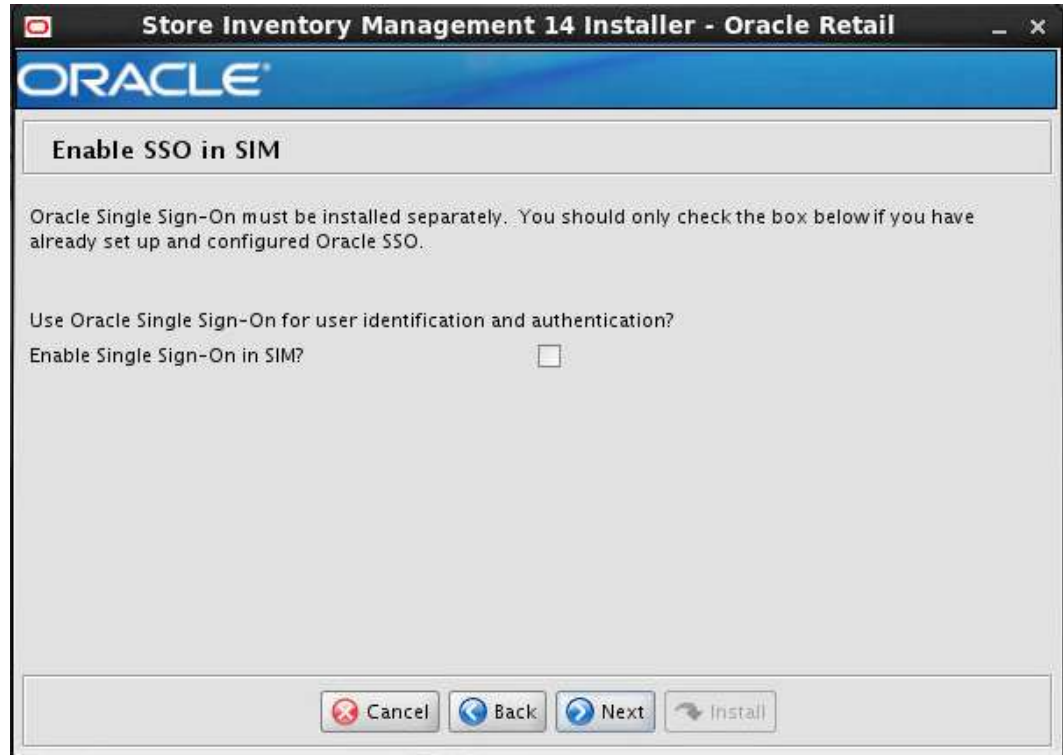 Store Inventory Management 14 Installer - Oracle Retail
ORACLE
Enable SSO in SIM
Oracle Single Sign-On must be installed separately. You should only check the box below if you have
already set up and configured Oracle SSO.
Use Oracle Single Sign-On for user identification and authentication?
Enable Single Sign-On in SIM?
Cancel Back Next Install